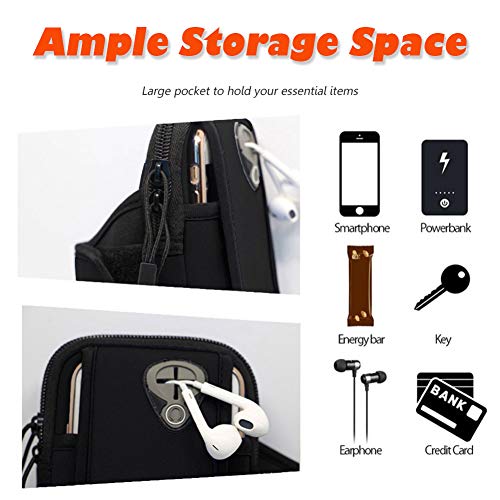 Ample Storage Space
Large pocket to hold your essential items
Smartphone
Powerbank
Energy bar
Key
BANK
Earphone
Credit Card